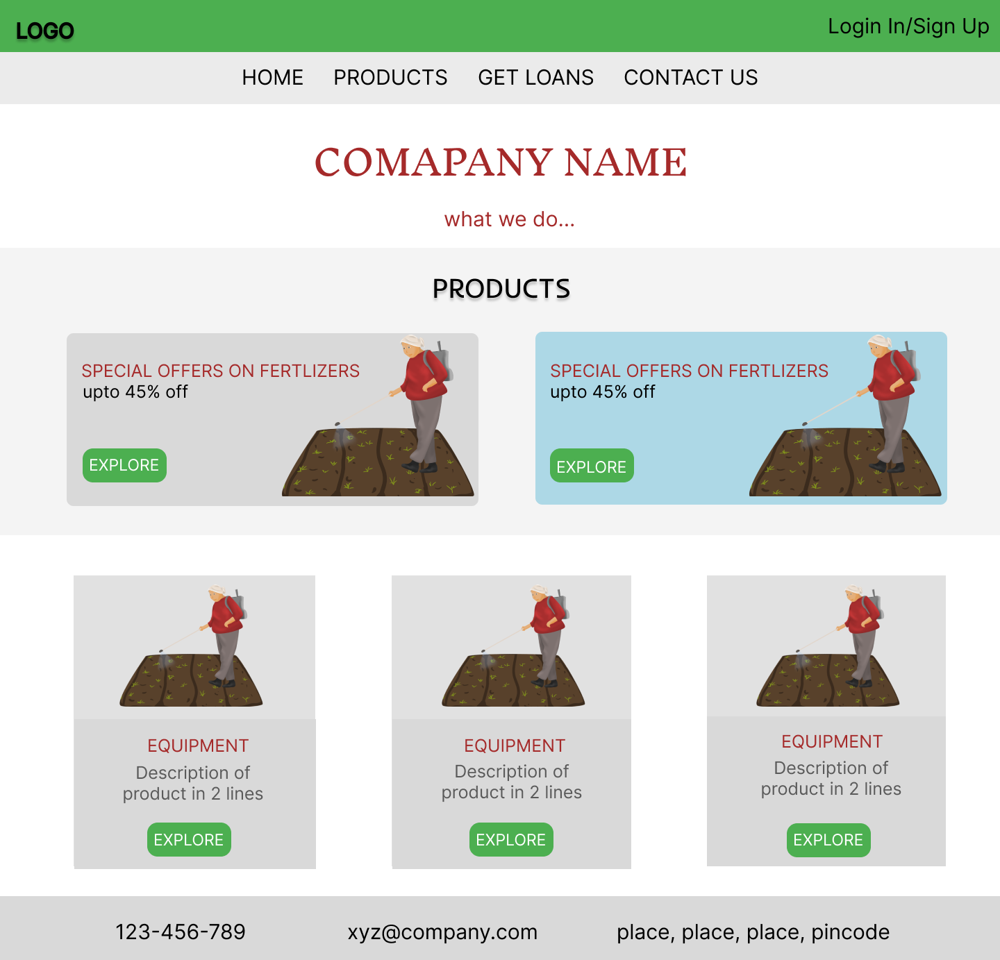 LOGO
Login In/Sign Up
HOME PRODUCTS GET LOANS CONTACT US
COMAPANY NAME
what we do...
PRODUCTS
SPECIAL OFFERS ON FERTLIZERS
upto 45% off
EXPLORE
SPECIAL OFFERS ON FERTLIZERS
upto 45% off
EXPLORE
EQUIPMENT
Description of
product in 2 lines
EXPLORE
EQUIPMENT
Description of
product in 2 lines
EXPLORE
EQUIPMENT
Description of
product in 2 lines
EXPLORE
123-456-789
xyz@company.com
place, place, place, pincode